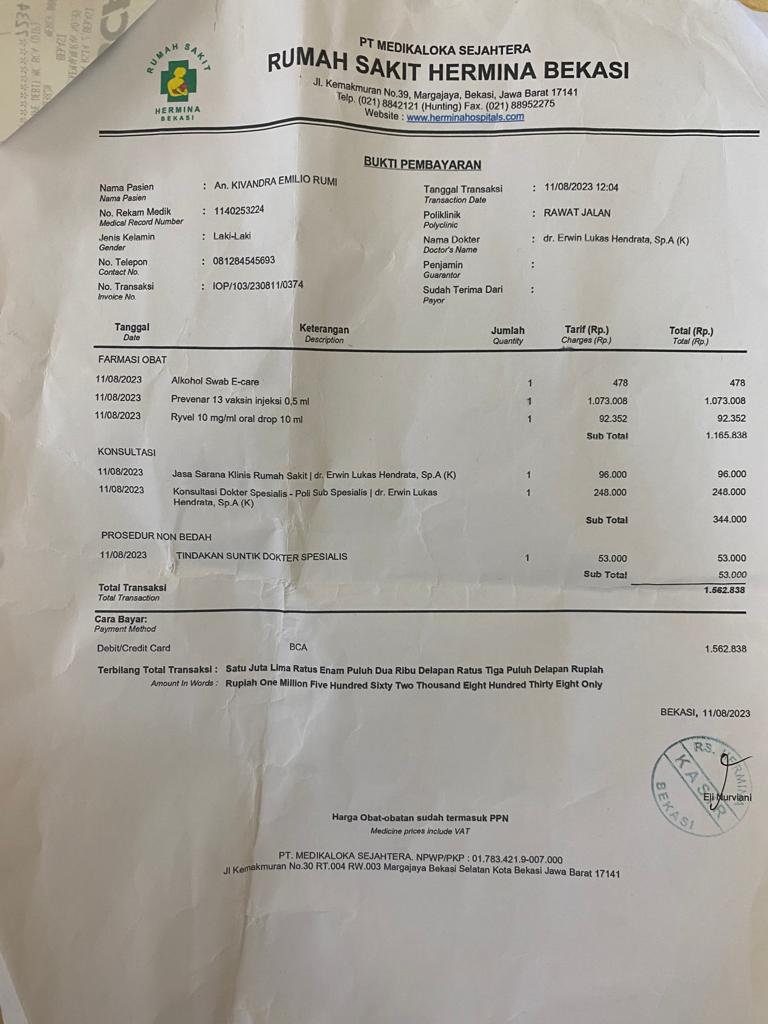 RUMAH SAKIT
HERMINA
BEKASI
PT MEDIKALOKA SEJAHTERA
RUMAH SAKIT HERMINA BEKASI
Jl. Kemakmuran No.39, Margajaya, Bekasi, Jawa Barat 17141
Telp. (021) 8842121 (Hunting) Fax. (021) 88952275
Website : www.herminahospitals.com
BUKTI PEMBAYARAN
Nama Pasien : An. KIVANDRA EMILIO RUMI Tanggal Transaksi : 11/08/2023 12:04
Nama Pasien Transaction Date
No. Rekam Medik : 1140253224 Poliklinik : RAWAT JALAN
Medical Record Number Polyclinic
Jenis Kelamin : Laki-Laki Nama Dokter : dr. Erwin Lukas Hendrata, Sp.A (K)
Gender Doctor's Name
No. Telepon : 081284545693 Penjamin :
Contact No. Guarantor
No. Transaksi : IOP/103/230811/0374 Sudah Terima Dari :
Invoice No. Payor
Tanggal Keterangan Jumlah Tarif (Rp.) Total (Rp.)
Date Description Quantity Charges (Rp.) Total (Rp.)
FARMASI OBAT
11/08/2023 Alkohol Swab E-care 1 478 478
11/08/2023 Prevenar 13 vaksin injeksi 0,5 ml 1 1.073.008 1.073.008
11/08/2023 Ryvel 10 mg/ml oral drop 10 ml 1 92.352 92.352
Sub Total 1.165.838
KONSULTASI
11/08/2023 Jasa Sarana Klinis Rumah Sakit | dr. Erwin Lukas Hendrata, Sp.A (K) 1 96.000 96.000
11/08/2023 Konsultasi Dokter Spesialis - Poli Sub Spesialis | dr. Erwin Lukas 1 248.000 248.000
Hendrata, Sp.A (K)
Sub Total 344.000
PROSEDUR NON BEDAH
11/08/2023 TINDAKAN SUNTIK DOKTER SPESIALIS 1 53.000 53.000
Sub Total 53.000
Total Transaksi 1.562.838
Total Transaction
Cara Bayar:
Payment Method
Debit/Credit Card BCA 1.562.838
Terbilang Total Transaksi : Satu Juta Lima Ratus Enam Puluh Dua Ribu Delapan Ratus Tiga Puluh Delapan Rupiah
Amount In Words : Rupiah One Million Five Hundred Sixty Two Thousand Eight Hundred Thirty Eight Only
BEKASI, 11/08/2023
RS. HERMINA
KASIR
BEKASI
Eli Nurviani
Harga Obat-obatan sudah termasuk PPN
Medicine prices include VAT
PT. MEDIKALOKA SEJAHTERA. NPWP/PKP : 01.783.421.9-007.000
Jl Kemakmuran No.30 RT.004 RW.003 Margajaya Bekasi Selatan Kota Bekasi Jawa Barat 17141